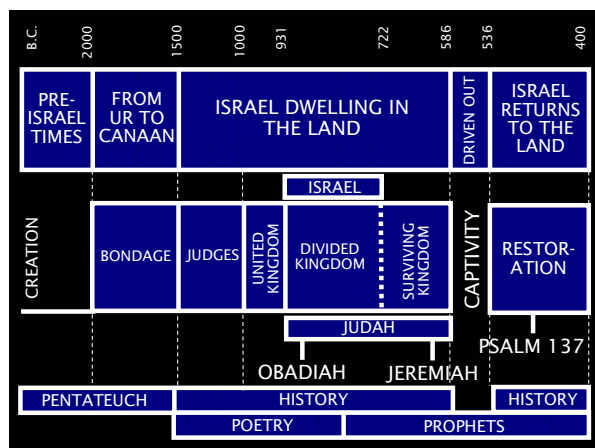 B.C.
2000
1500
1000
931
722
586
536
400
PRE-
ISRAEL
TIMES
FROM
UR TO
CANAAN
ISRAEL DWELLING IN
THE LAND
DRIVEN OUT
ISRAEL
RETURNS
TO THE
LAND
ISRAEL
CREATION
BONDAGE
JUDGES
UNITED
KINGDOM
DIVIDED
KINGDOM
SURVIVING
KINGDOM
CAPTIVITY
RESTOR-
ATION
JUDAH
OBADIAH
JEREMIAH
PSALM 137
PENTATEUCH
HISTORY
HISTORY
POETRY
PROPHETS